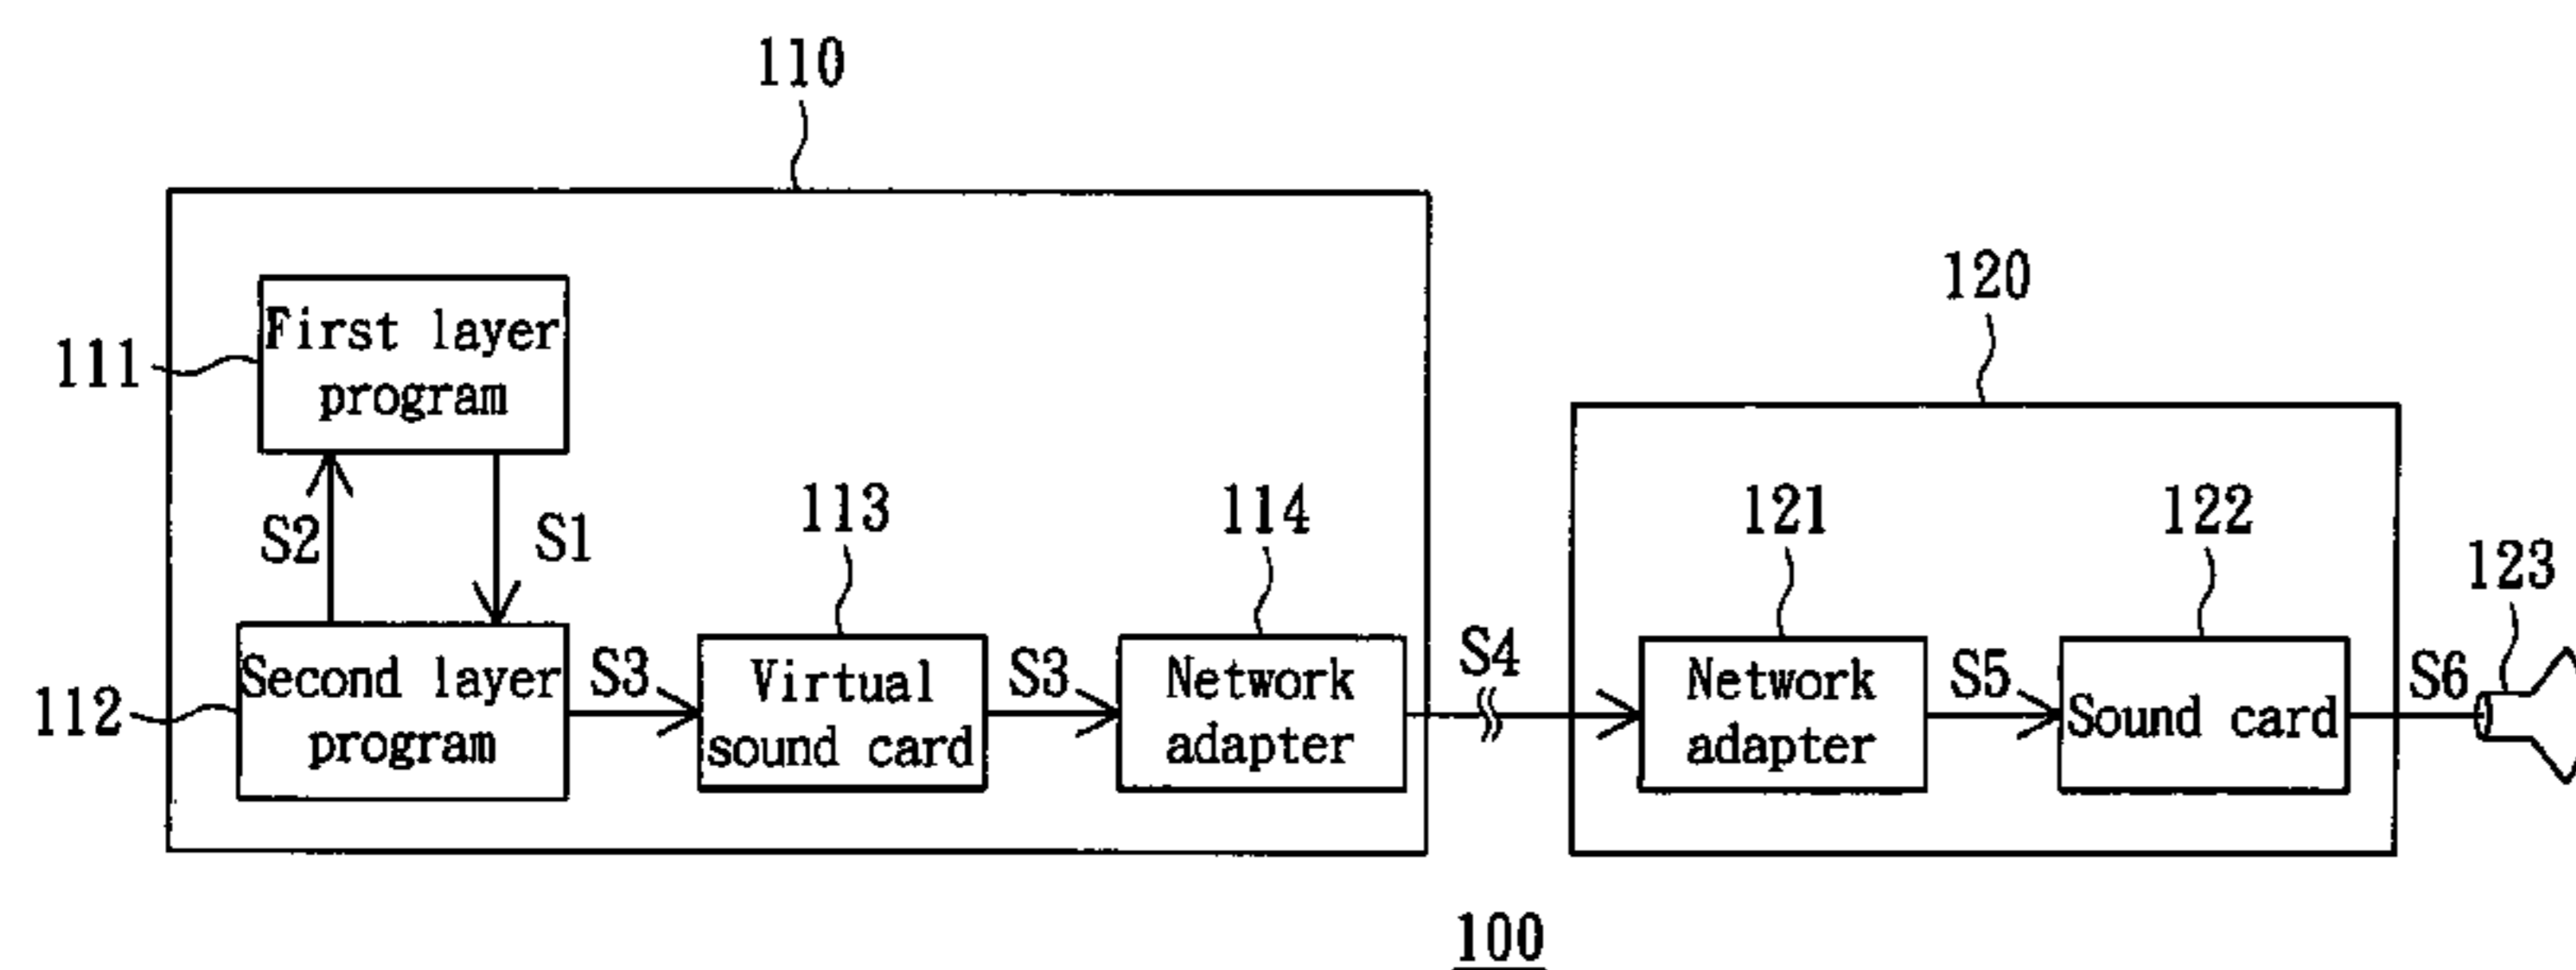 110
120
First layer
program
111
S2
S1
113
114
121
122
123
Second layer
program
112
S3
Virtual
sound card
S3
Network
adapter
S4
Network
adapter
S5
Sound card
S6
100